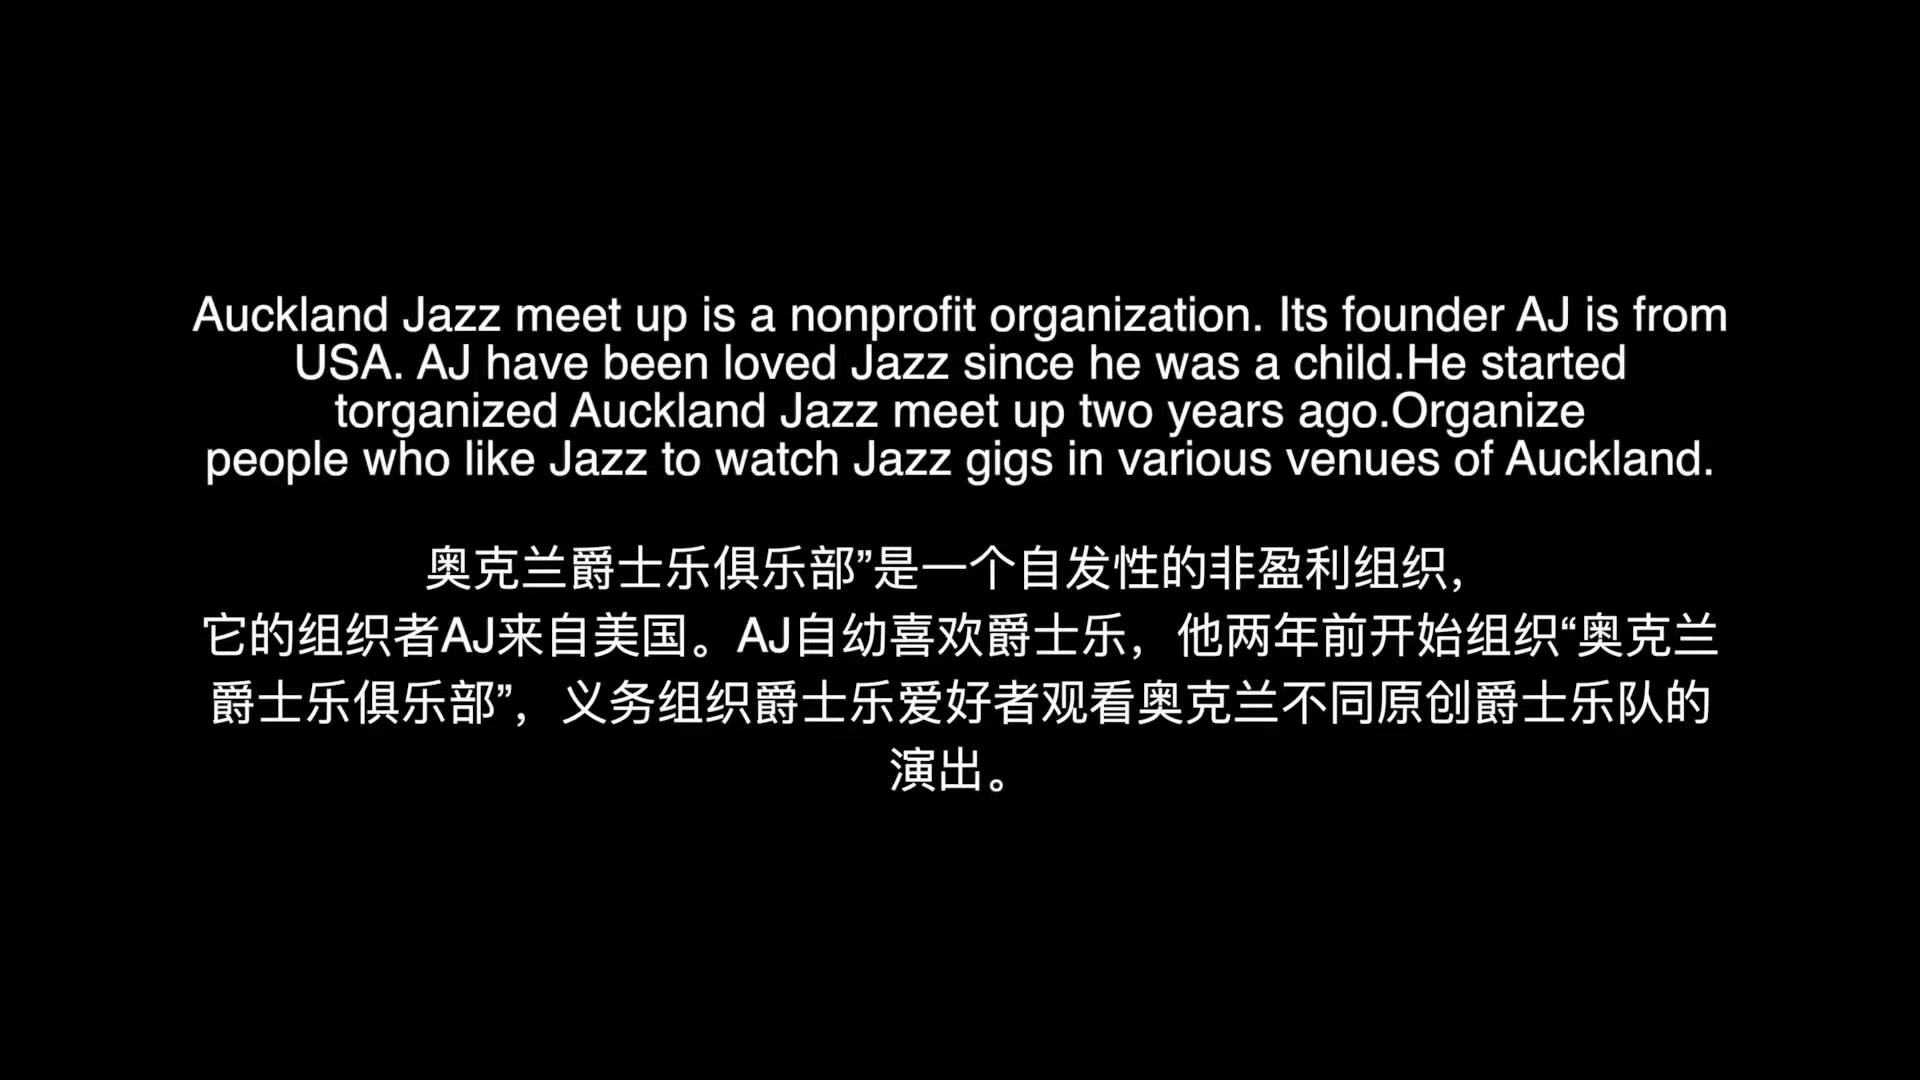 Auckland Jazz meet up is a nonprofit organization. Its founder AJ is from
USA. AJ have been loved Jazz since he was a child.He started
torganized Auckland Jazz meet up two years ago.Organize
people who like Jazz to watch Jazz gigs in various venues of Auckland.
奥克兰爵士乐俱乐部”是一个自发性的非盈利组织，
它的组织者AJ来自美国。AJ自幼喜欢爵士乐，他两年前开始组织“奥克兰
爵士乐俱乐部”，义务组织爵士乐爱好者观看奥克兰不同原创爵士乐队的
演出。